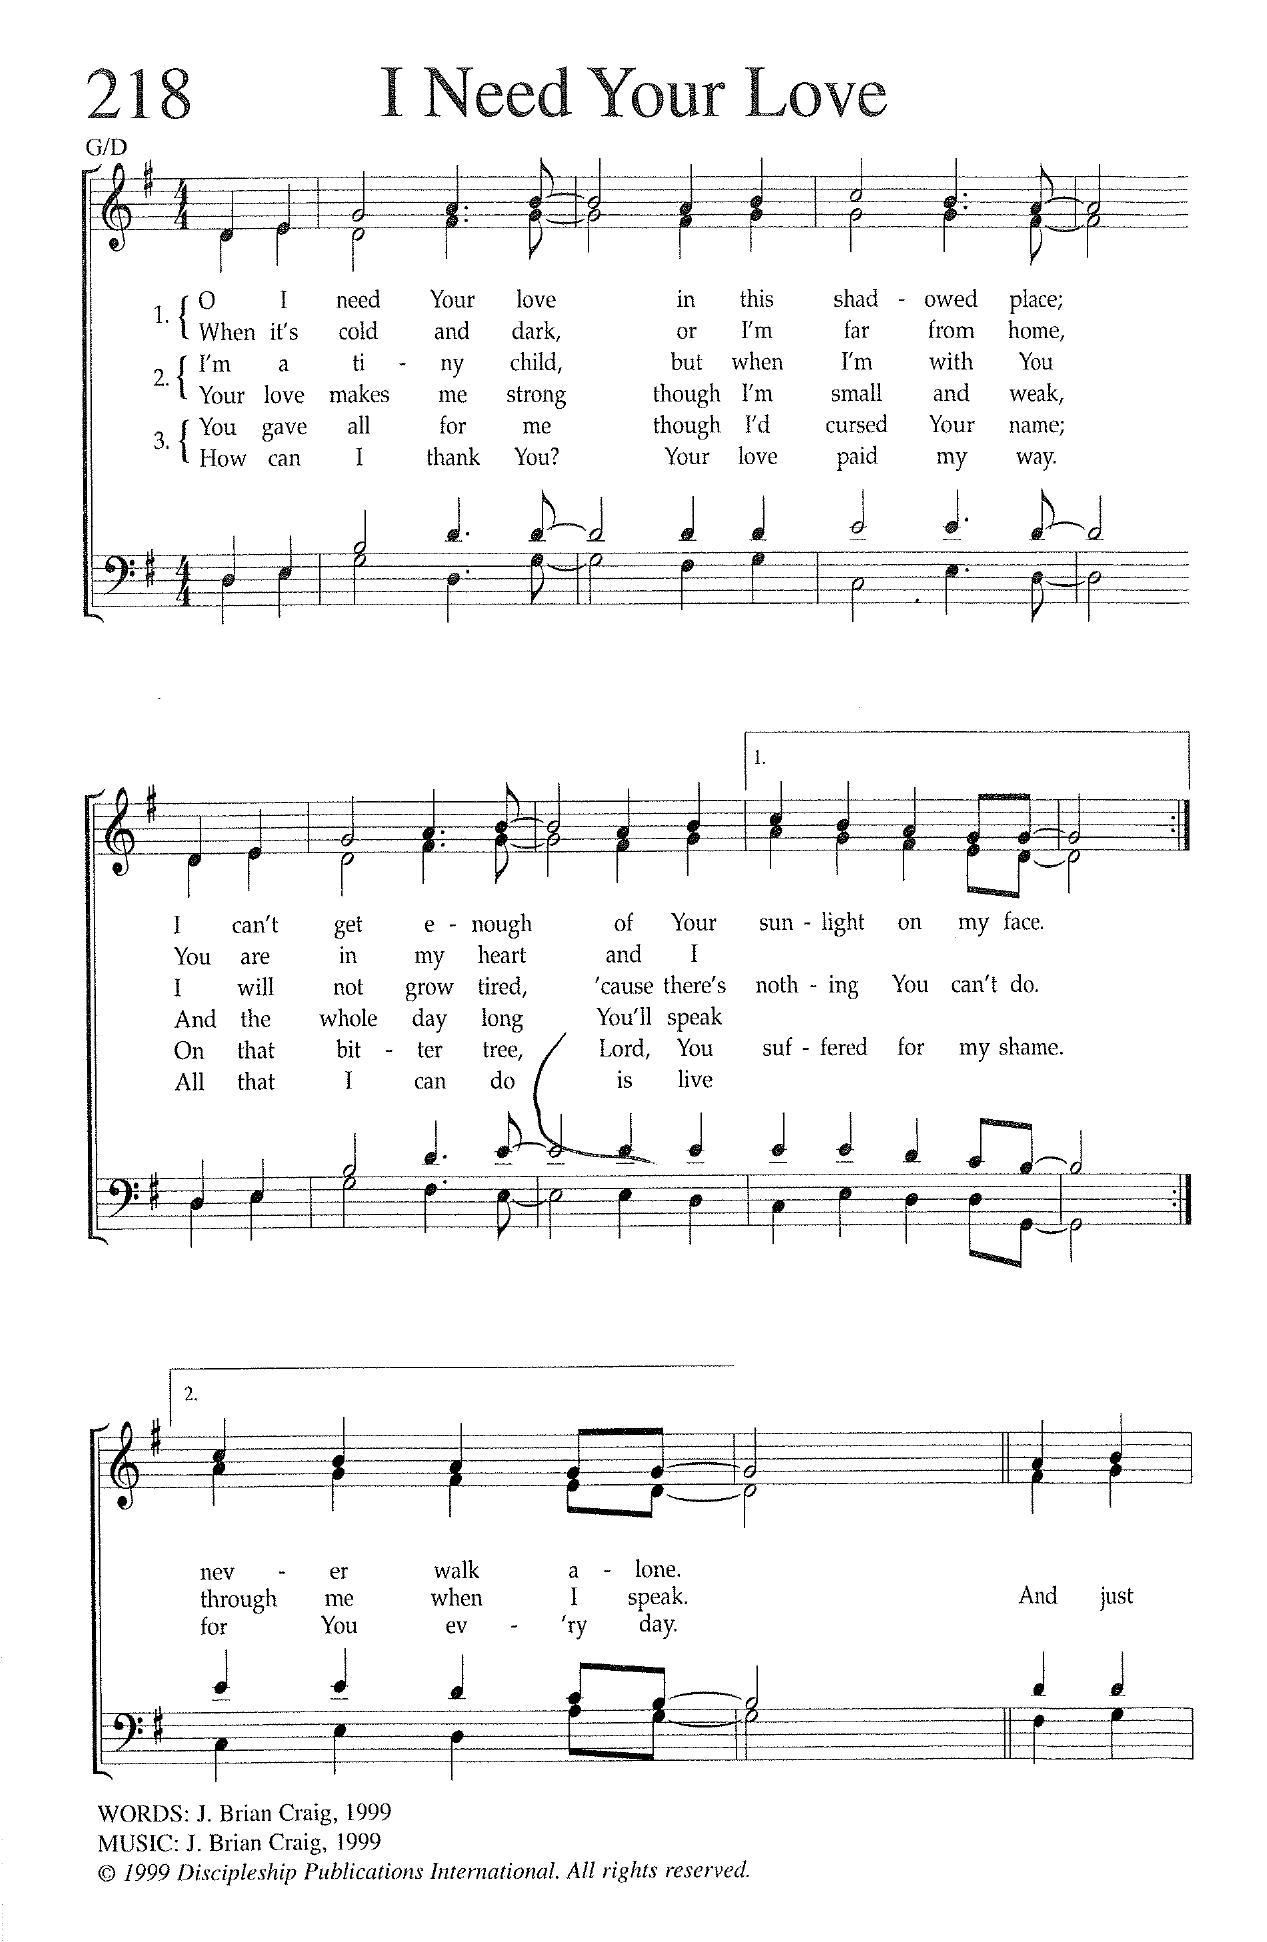 218 I Need Your Love
G/D
1. { O I need Your love in this shad - owed place;
When it's cold and dark, or I'm far from home,
2. { I'm a ti - ny child, but when I'm with You
Your love makes me strong though I'm small and weak,
3. { You gave all for me though I'd cursed Your name;
How can I thank You? Your love paid my way.
1.
I can't get e - nough of Your sun - light on my face.
You are in my heart and I
I will not grow tired, 'cause there's noth - ing You can't do.
And the whole day long You'll speak
On that bit - ter tree, Lord, You suf - fered for my shame.
All that I can do is live
2.
nev - er walk a - lone.
through me when I speak. And just
for You ev - 'ry day.
WORDS: J. Brian Craig, 1999
MUSIC: J. Brian Craig, 1999
© 1999 Discipleship Publications International. All rights reserved.